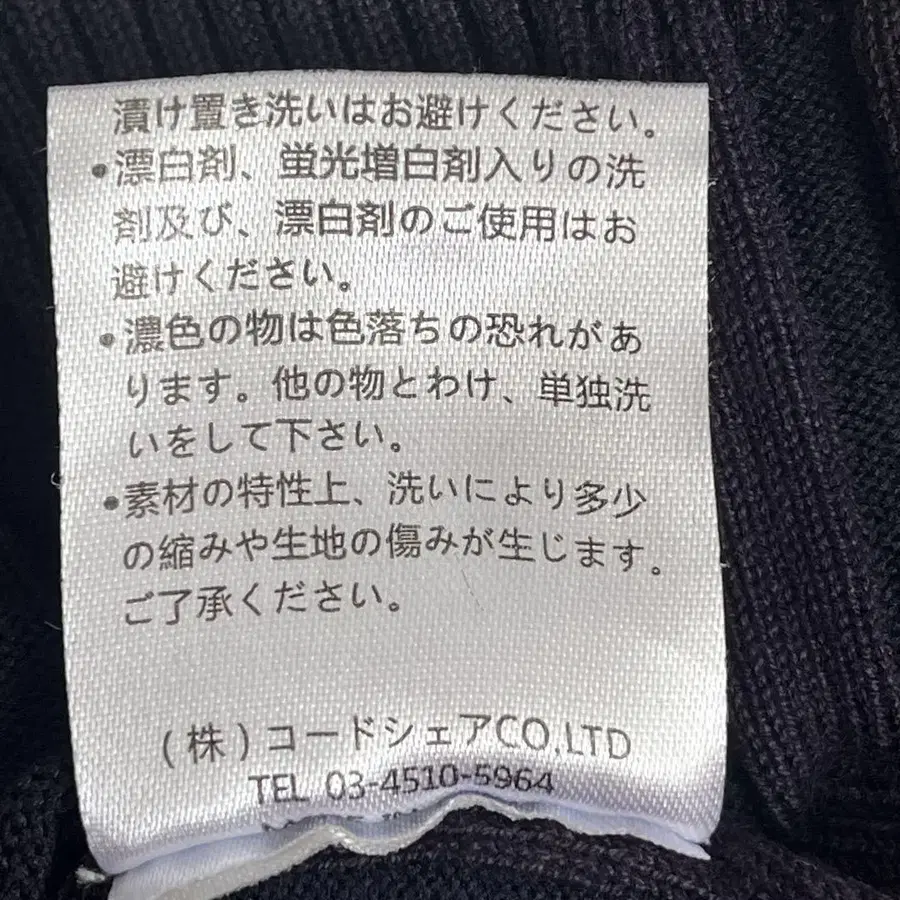 漬け置き洗いはお避けください。
•漂白剤、蛍光増白剤入りの洗
剤及び、漂白剤のご使用はお
避けください。
•濃色の物は色落ちの恐れがあ
ります。他の物とわけ、単独洗
いをして下さい。
•素材の特性上、洗いにより多少
の縮みや生地の傷みが生じます。
ご了承ください。
(株)コードシェアCO,LTD
TEL 03-4510-5964